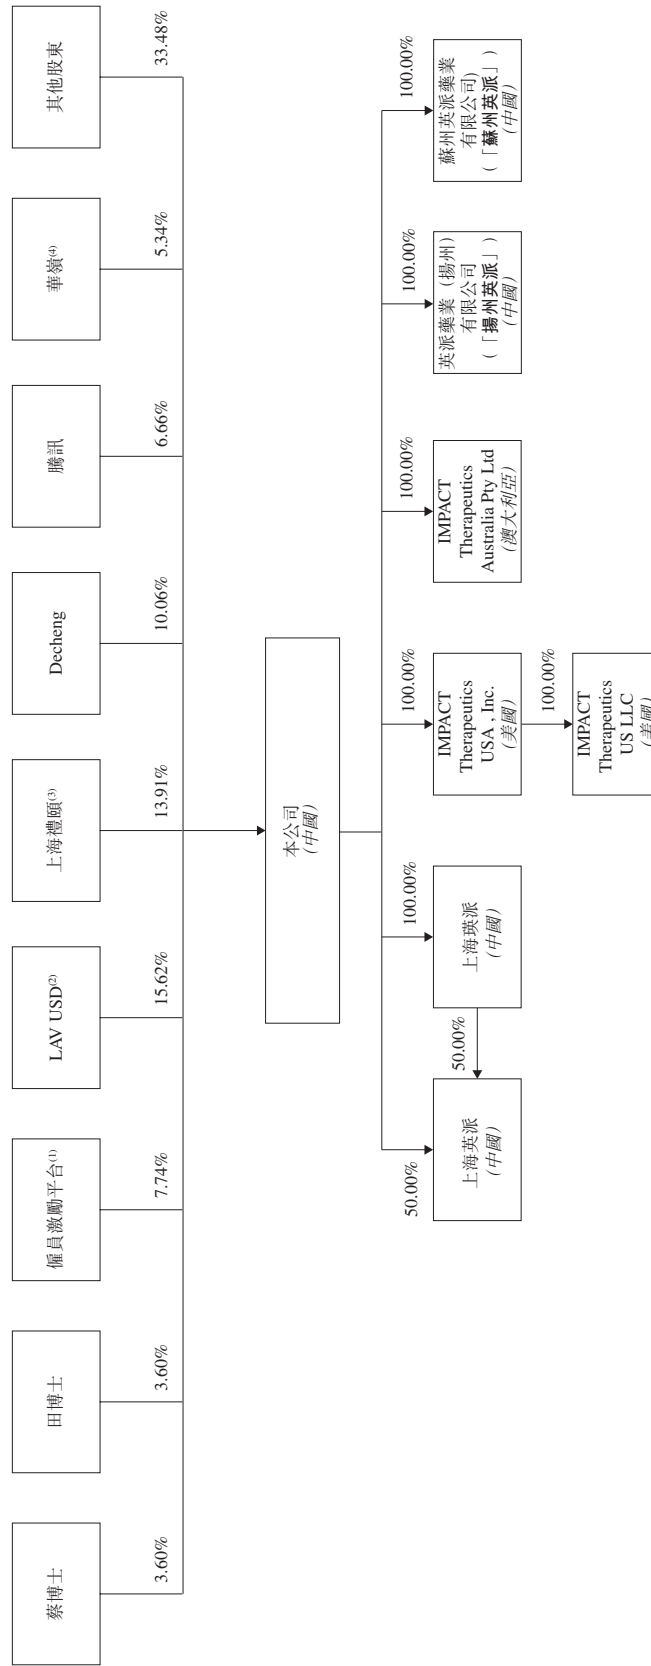 蔡博士
田博士
僱員激勵平台(1)
LAV USD(2)
上海禮頤(3)
Decheng
騰訊
華嶺(4)
其他股東
3.60%
3.60%
7.74%
15.62%
13.91%
10.06%
6.66%
5.34%
33.48%
本公司
(中國)
50.00%
100.00%
100.00%
100.00%
100.00%
100.00%
上海英派
(中國)
50.00%
上海瑛派
(中國)
IMPACT
Therapeutics
USA , Inc.
(美國)
IMPACT
Therapeutics
Australia Pty Ltd
(澳大利亞)
英派藥業（揚州）
有限公司
（「揚州英派」）
(中國)
蘇州英派藥業
有限公司)
（「蘇州英派」）
(中國)
100.00%
IMPACT
Therapeutics
US LLC
(美國)